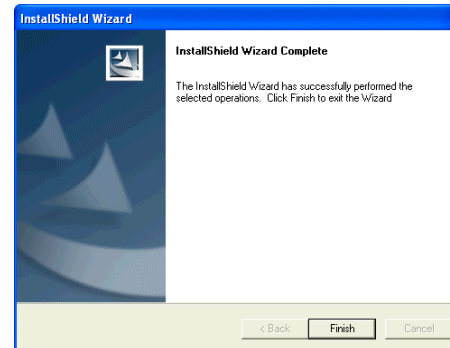 InstallShield Wizard
InstallShield Wizard Complete
The InstallShield Wizard has successfully performed the
selected operations. Click Finish to exit the Wizard
< Back
Finish
Cancel